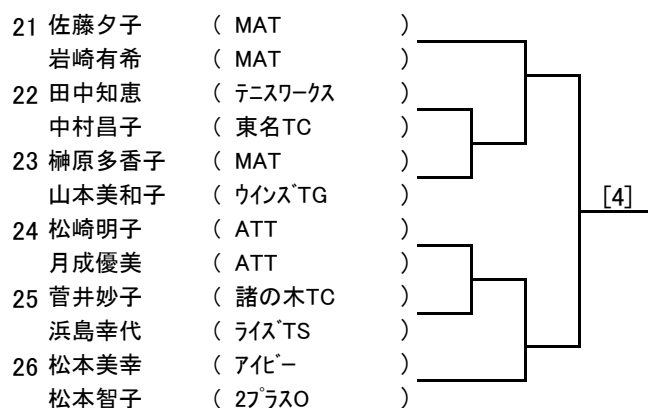 21 佐藤夕子 ( MAT )
岩崎有希 ( MAT )
22 田中知恵 ( ﾃﾆｽﾜｰｸｽ )
中村昌子 ( 東名TC )
23 榊原多香子 ( MAT )
山本美和子 ( ｳｲﾝｽﾞTG )
[4]
24 松崎明子 ( ATT )
月成優美 ( ATT )
25 菅井妙子 ( 諸の木TC )
浜島幸代 ( ﾗｲｽﾞTS )
26 松本美幸 ( ｱｲﾋﾞｰ )
松本智子 ( 2ﾌﾟﾗｽO )